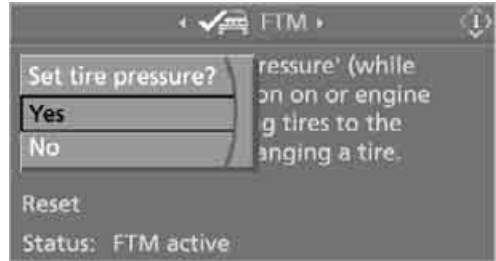 FTM
Set tire pressure?
Yes
No
ressure' (while
on on or engine
g tires to the
anging a tire.
Reset
Status: FTM active